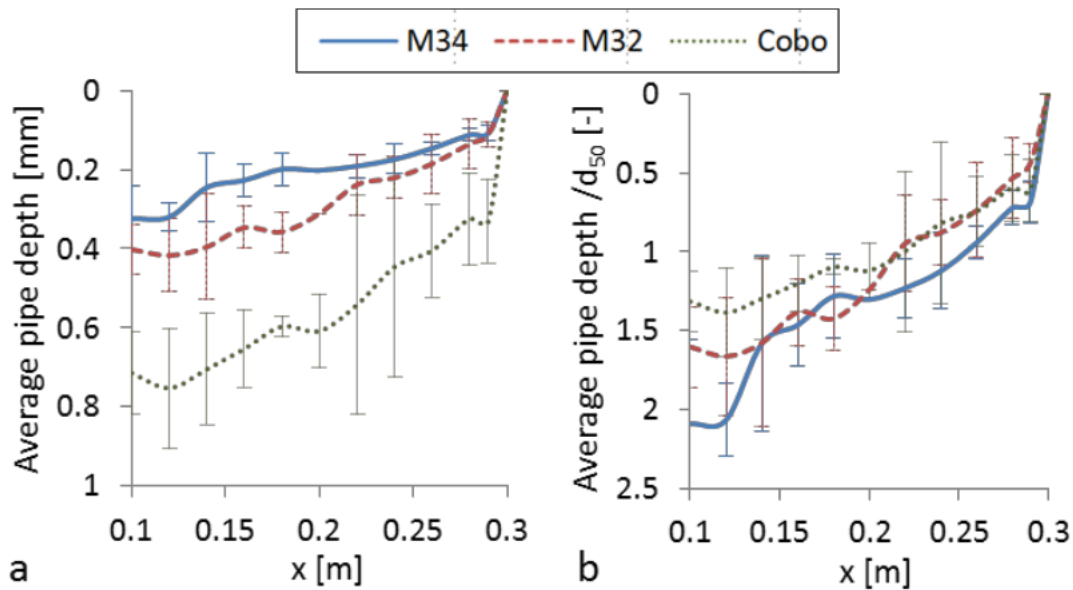 M34 M32 Cobo
Average pipe depth [mm]
0
0.2
0.4
0.6
0.8
1
0.1 0.15 0.2 0.25 0.3
x [m]
a
Average pipe depth /d50 [-]
0
0.5
1
1.5
2
2.5
0.1 0.15 0.2 0.25 0.3
x [m]
b